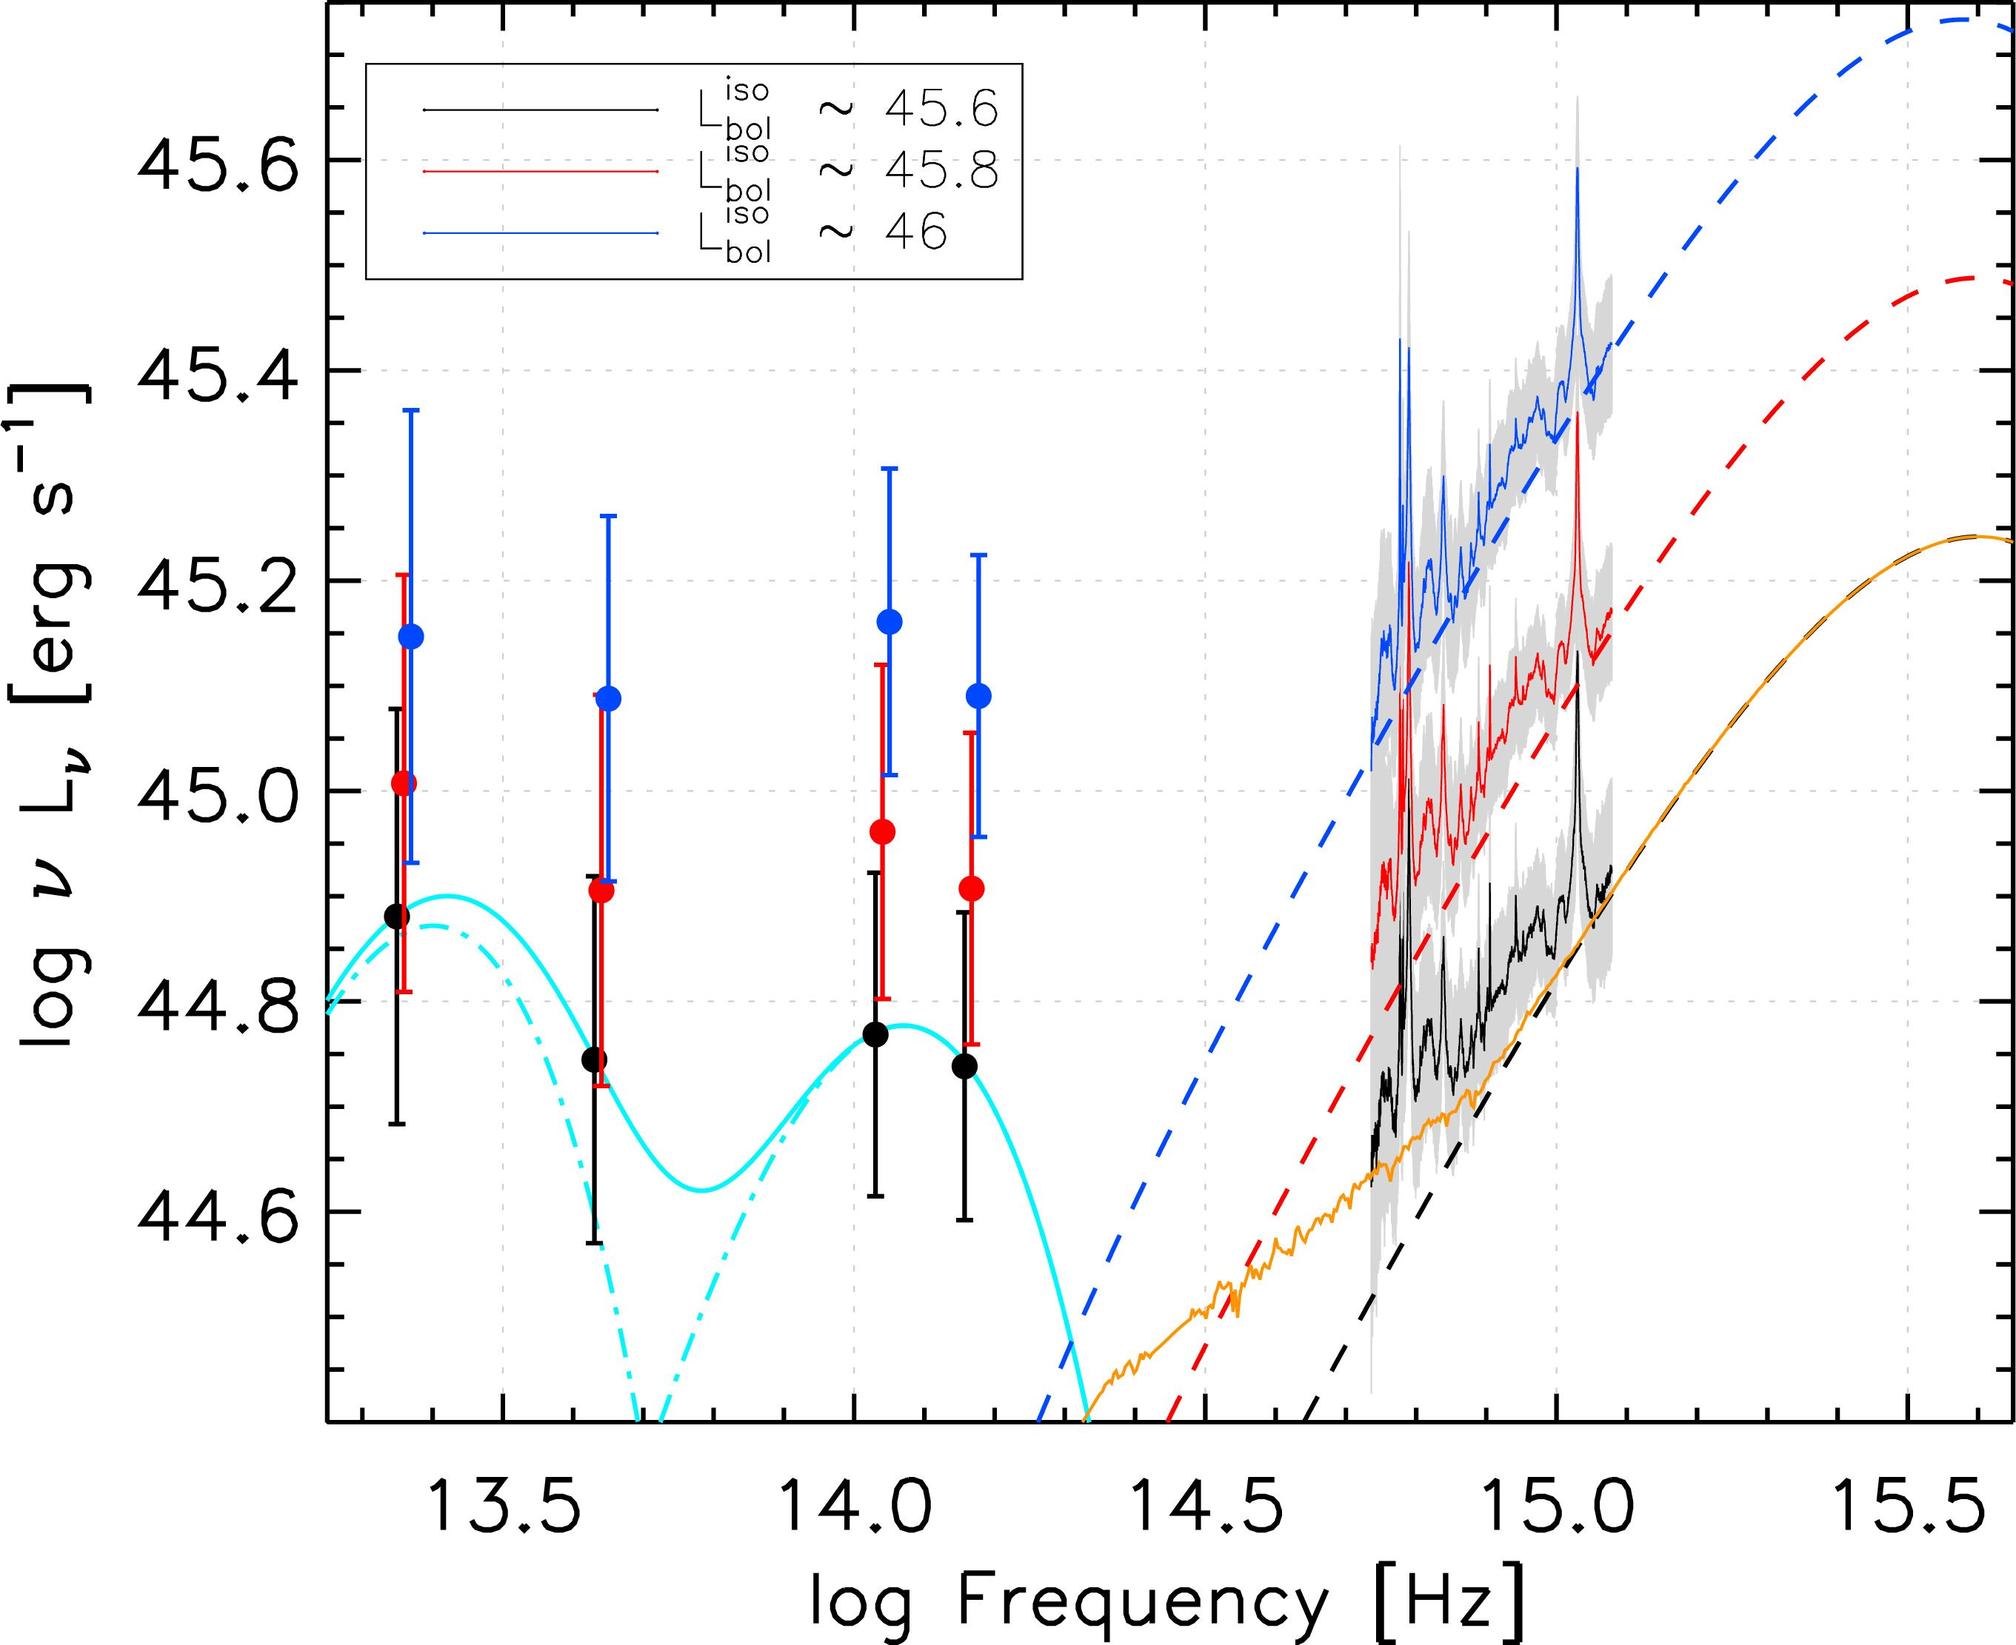 L^iso_bol ~ 45.6
L^iso_bol ~ 45.8
L^iso_bol ~ 46
log ν L_ν [erg s⁻¹]
45.6
45.4
45.2
45.0
44.8
44.6
13.5 14.0 14.5 15.0 15.5
log Frequency [Hz]